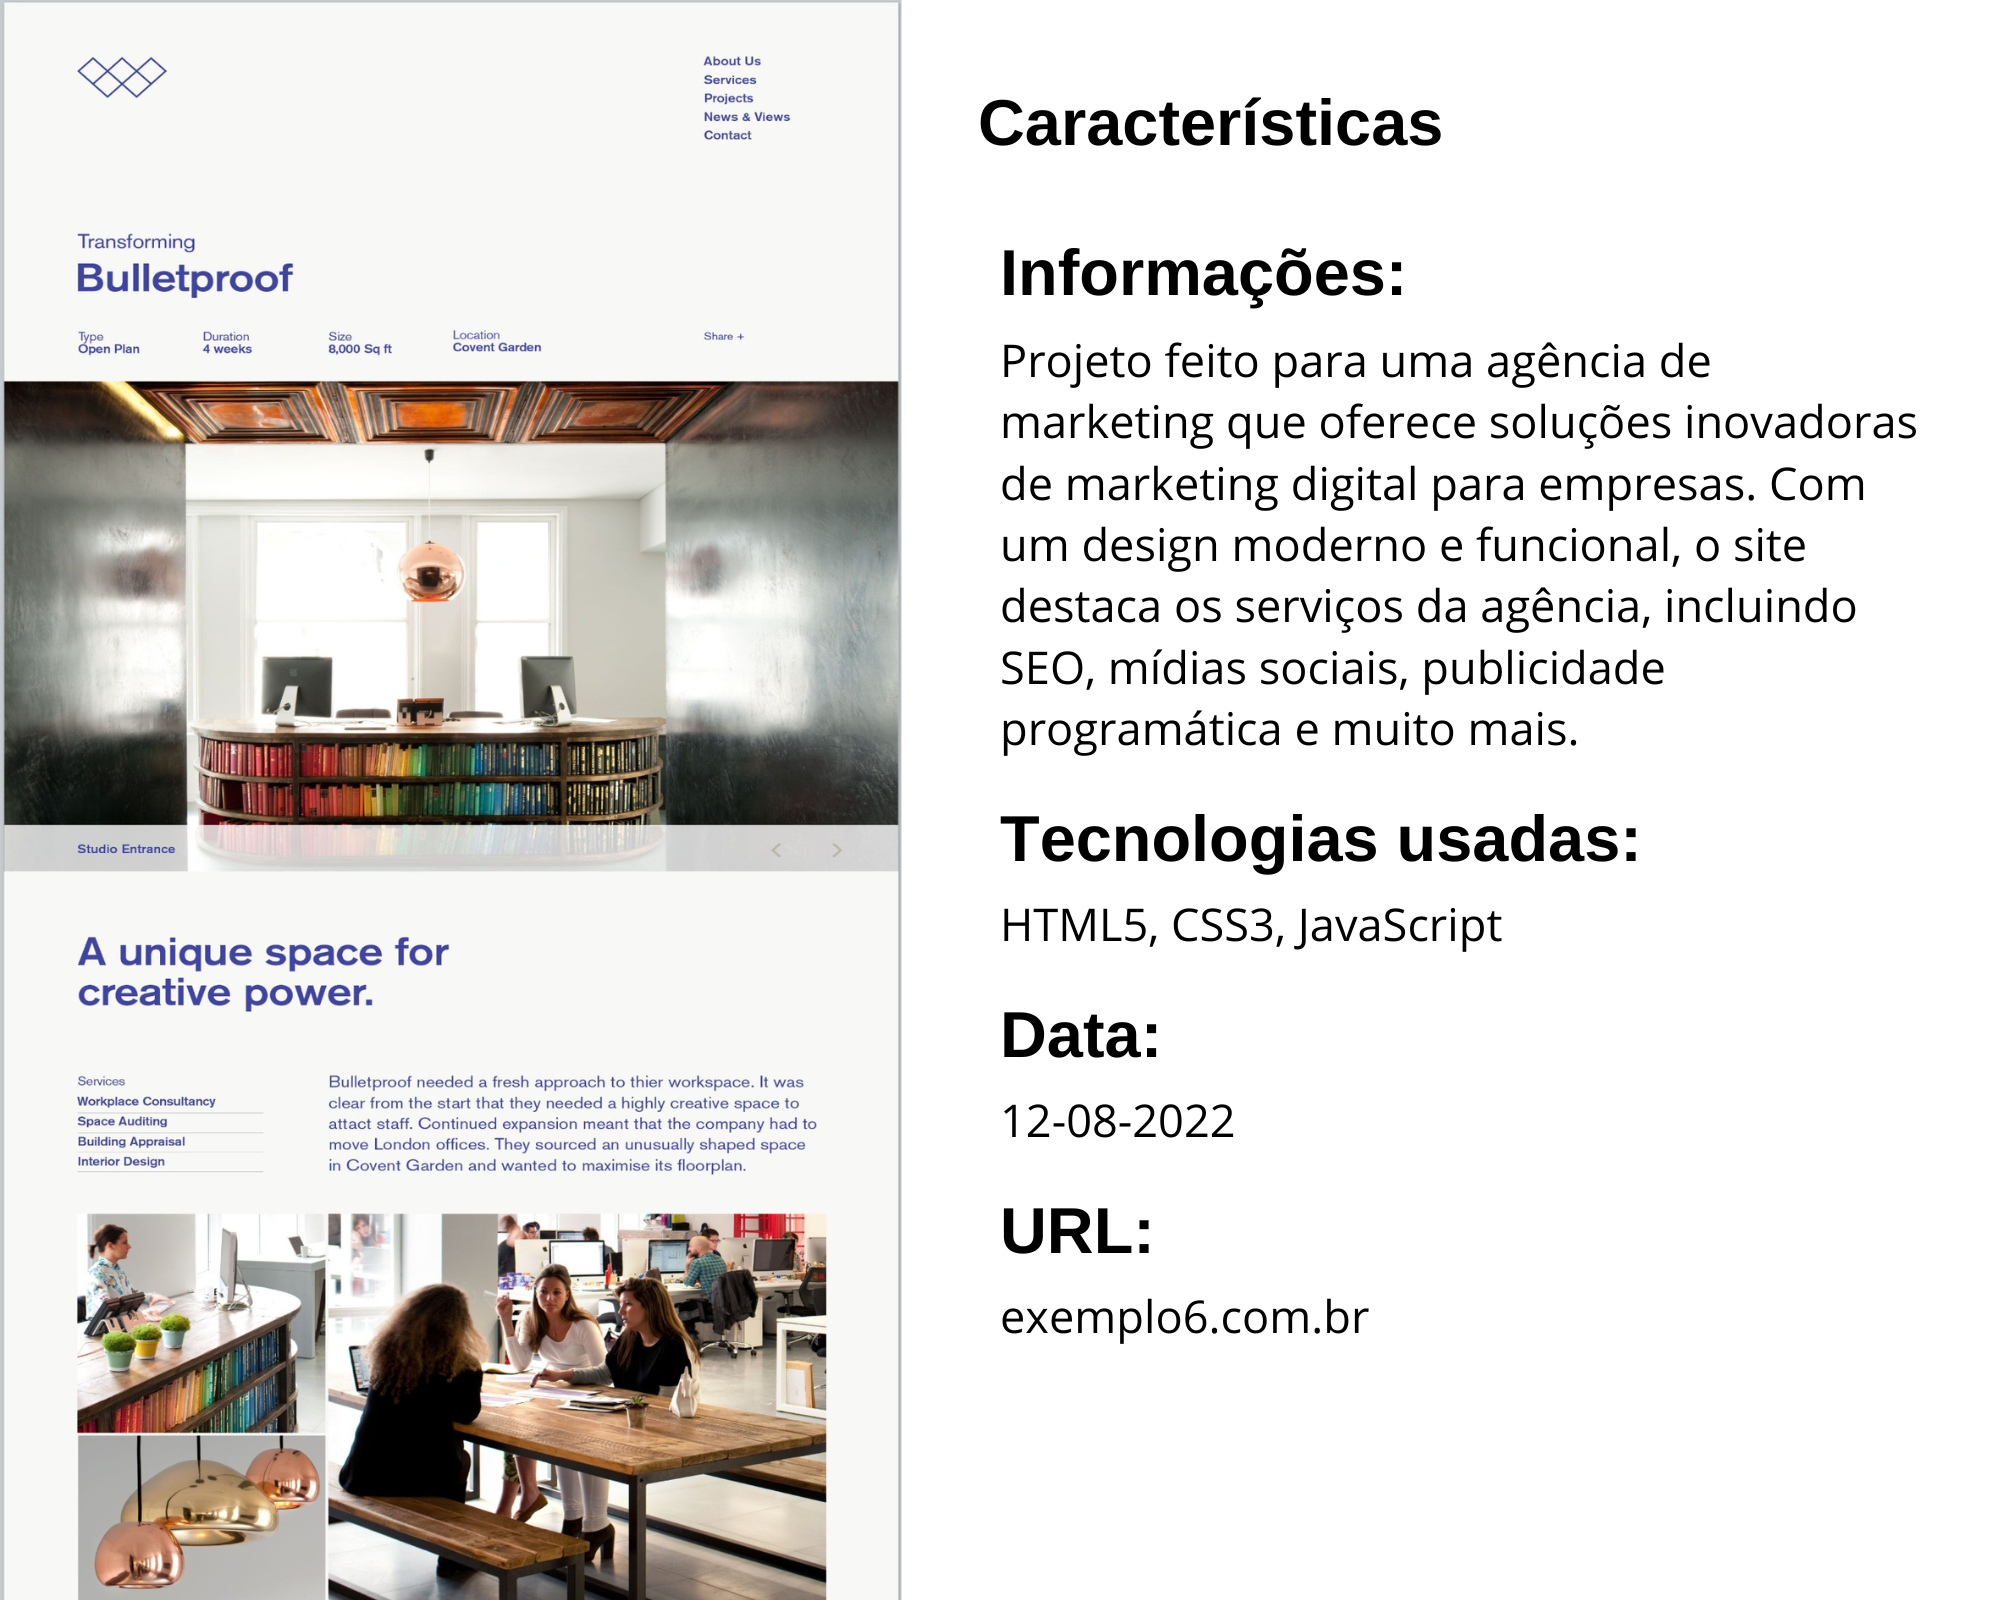 About Us
Services
Projects
News & Views
Contact
Transforming
Bulletproof
Type
Open Plan
Duration
4 weeks
Size
8,000 Sq ft
Location
Covent Garden
Share +
Studio Entrance
A unique space for
creative power.
Services
Workplace Consultancy
Space Auditing
Building Appraisal
Interior Design
Bulletproof needed a fresh approach to thier workspace. It was
clear from the start that they needed a highly creative space to
attact staff. Continued expansion meant that the company had to
move London offices. They sourced an unusually shaped space
in Covent Garden and wanted to maximise its floorplan.
Características
Informações:
Projeto feito para uma agência de
marketing que oferece soluções inovadoras
de marketing digital para empresas. Com
um design moderno e funcional, o site
destaca os serviços da agência, incluindo
SEO, mídias sociais, publicidade
programática e muito mais.
Tecnologias usadas:
HTML5, CSS3, JavaScript
Data:
12-08-2022
URL:
exemplo6.com.br